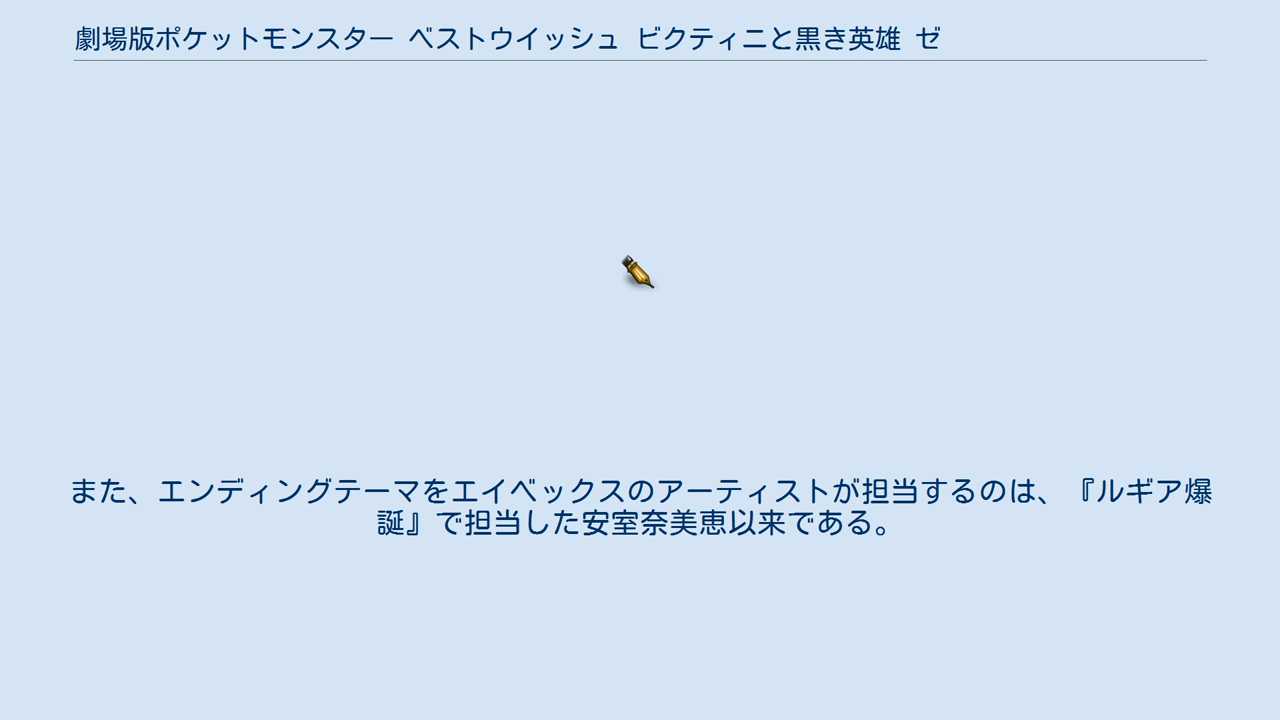 劇場版ポケットモンスター ベストウイッシュ ビクティニと黒き英雄 ゼ
また、エンディングテーマをエイベックスのアーティストが担当するのは、『ルギア爆
誕』で担当した安室奈美恵以来である。